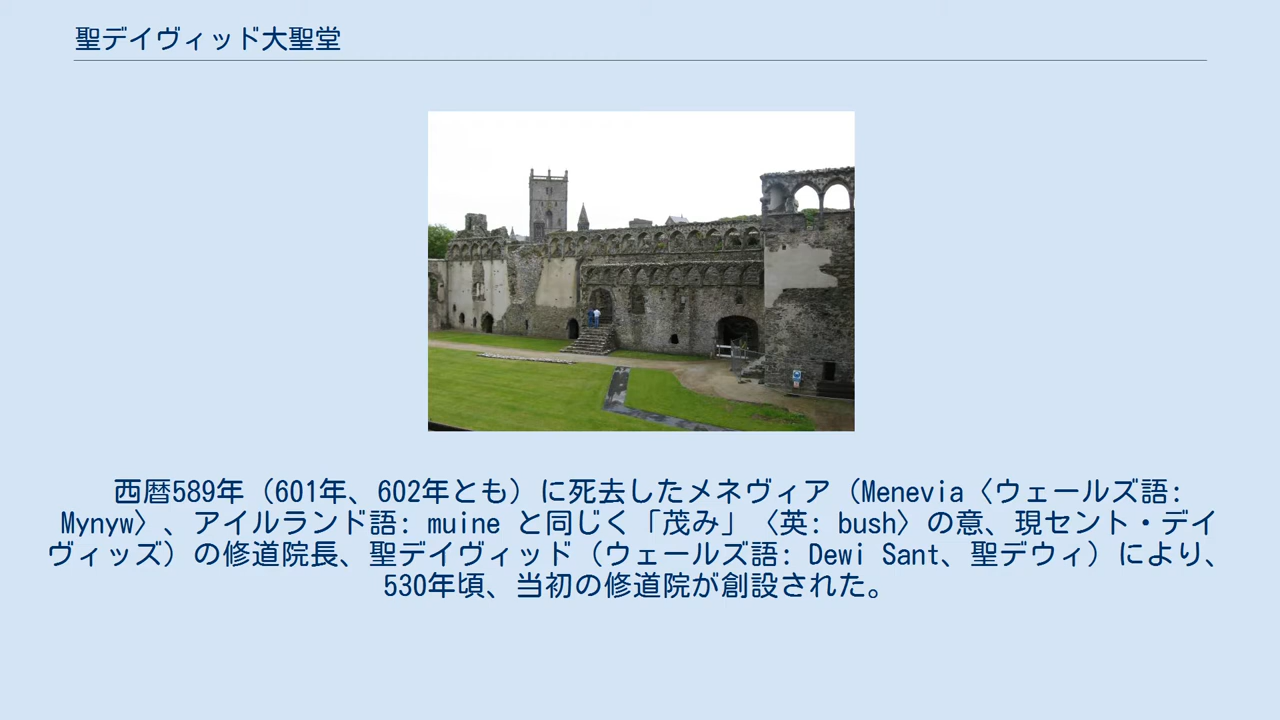 聖デイヴィッド大聖堂
西暦589年（601年、602年とも）に死去したメネヴィア（Menevia〈ウェールズ語:
Mynyw〉、アイルランド語: muine と同じく「茂み」〈英: bush〉の意、現セント・デイ
ヴィッズ）の修道院長、聖デイヴィッド（ウェールズ語: Dewi Sant、聖デウィ）により、
530年頃、当初の修道院が創設された。